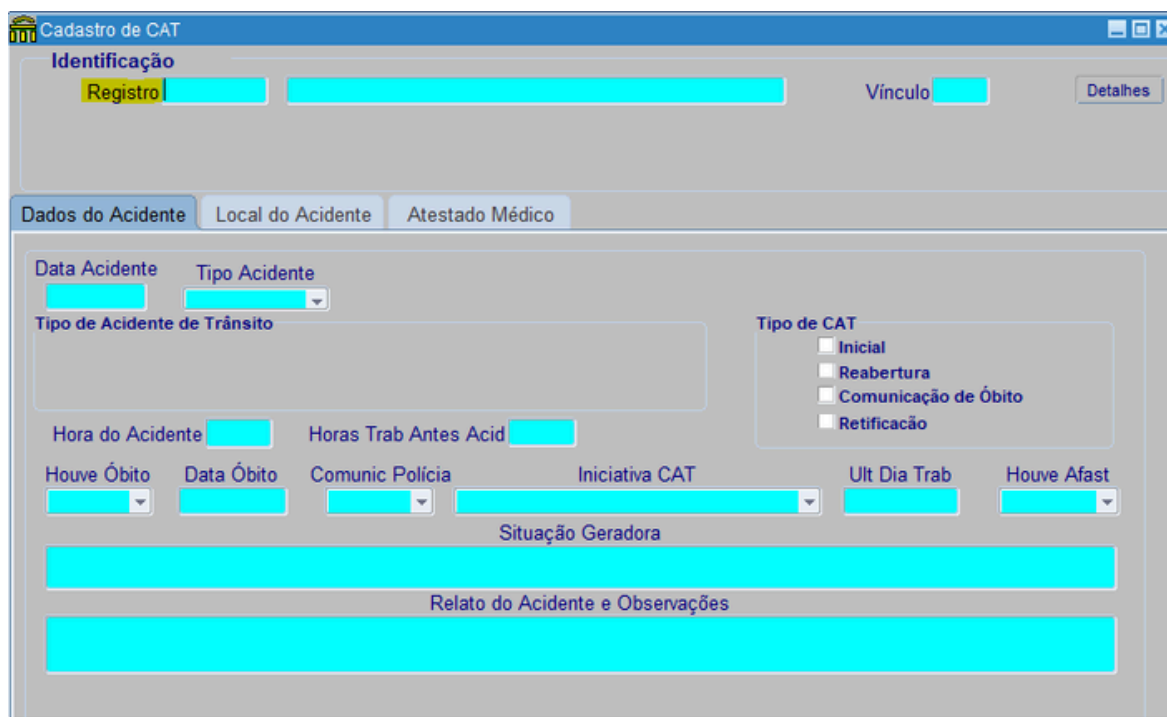 Cadastro de CAT
Identificação
Registro Vínculo Detalhes
Dados do Acidente Local do Acidente Atestado Médico
Data Acidente Tipo Acidente
Tipo de Acidente de Trânsito Tipo de CAT
Inicial
Reabertura
Comunicação de Óbito
Retificacão
Hora do Acidente Horas Trab Antes Acid
Houve Óbito Data Óbito Comunic Polícia Iniciativa CAT Ult Dia Trab Houve Afast
Situação Geradora
Relato do Acidente e Observações